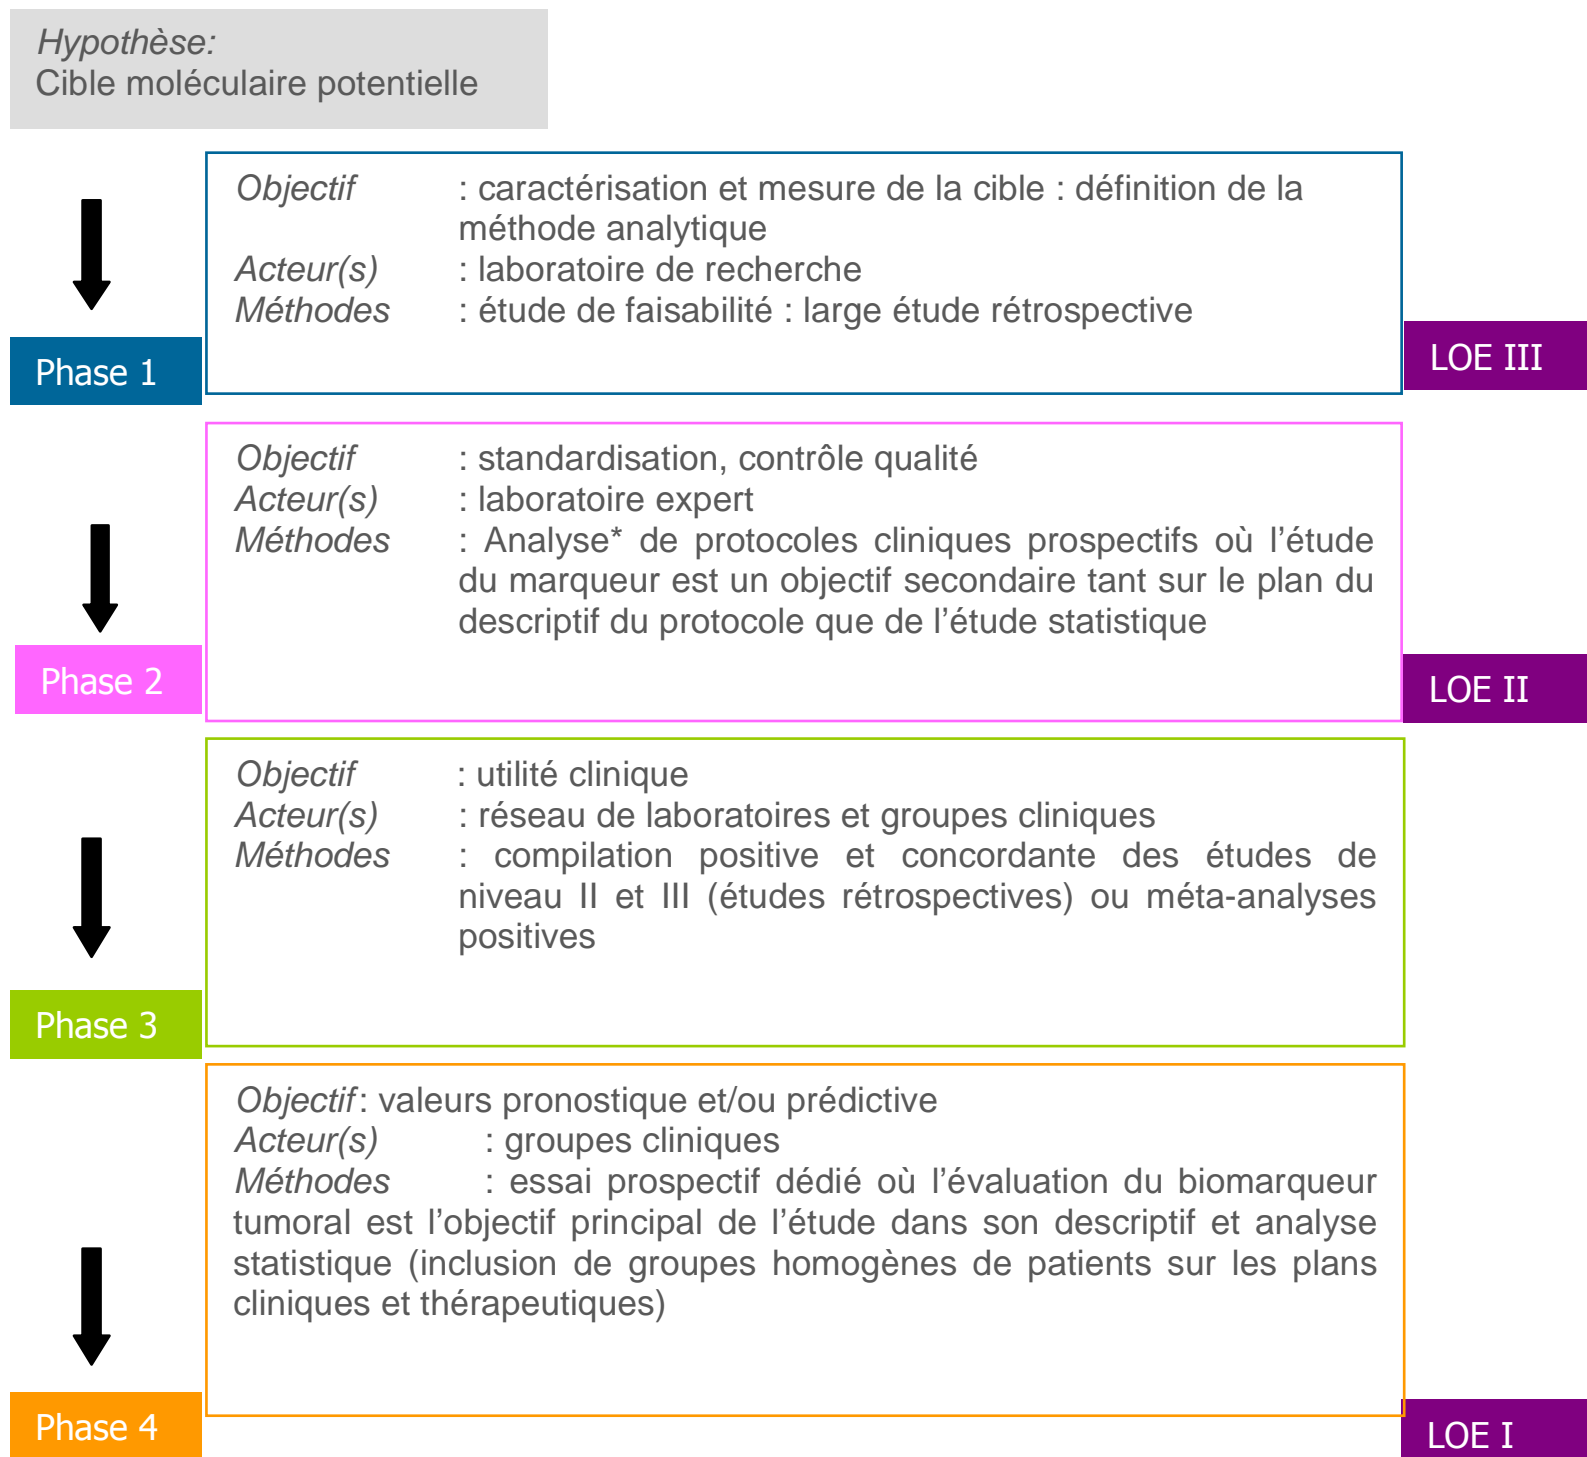 Hypothèse:
Cible moléculaire potentielle
Objectif : caractérisation et mesure de la cible : définition de la
méthode analytique
Acteur(s) : laboratoire de recherche
Méthodes : étude de faisabilité : large étude rétrospective
Phase 1
LOE III
Objectif : standardisation, contrôle qualité
Acteur(s) : laboratoire expert
Méthodes : Analyse* de protocoles cliniques prospectifs où l’étude
du marqueur est un objectif secondaire tant sur le plan du
descriptif du protocole que de l’étude statistique
Phase 2
LOE II
Objectif : utilité clinique
Acteur(s) : réseau de laboratoires et groupes cliniques
Méthodes : compilation positive et concordante des études de
niveau II et III (études rétrospectives) ou méta-analyses
positives
Phase 3
Objectif : valeurs pronostique et/ou prédictive
Acteur(s) : groupes cliniques
Méthodes : essai prospectif dédié où l’évaluation du biomarqueur
tumoral est l’objectif principal de l’étude dans son descriptif et analyse
statistique (inclusion de groupes homogènes de patients sur les plans
cliniques et thérapeutiques)
Phase 4
LOE I